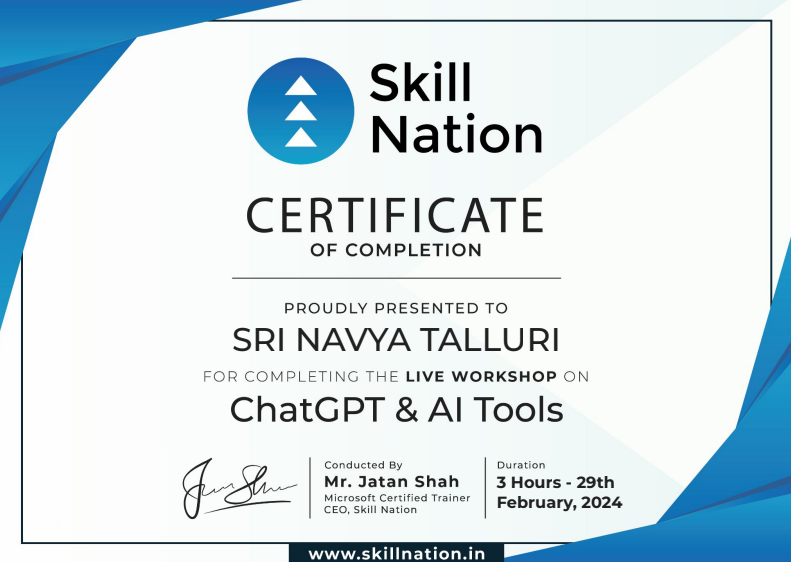 Skill
Nation
CERTIFICATE
OF COMPLETION
PROUDLY PRESENTED TO
SRI NAVYA TALLURI
FOR COMPLETING THE LIVE WORKSHOP ON
ChatGPT & AI Tools
Conducted By
Mr. Jatan Shah
Microsoft Certified Trainer
CEO, Skill Nation
Duration
3 Hours - 29th
February, 2024
www.skillnation.in